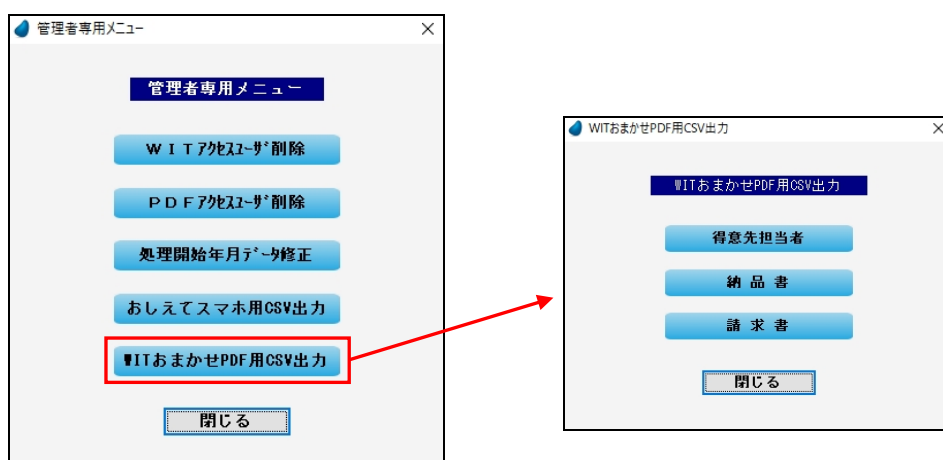 管理者専用メニュー
管理者専用メニュー
ＷＩＴアクセスユーザ削除
ＰＤＦアクセスユーザ削除
処理開始年月データ修正
おしえてスマホ用CSV出力
WITおまかせPDF用CSV出力
閉じる
WITおまかせPDF用CSV出力
WITおまかせPDF用CSV出力
得意先担当者
納 品 書
請 求 書
閉じる